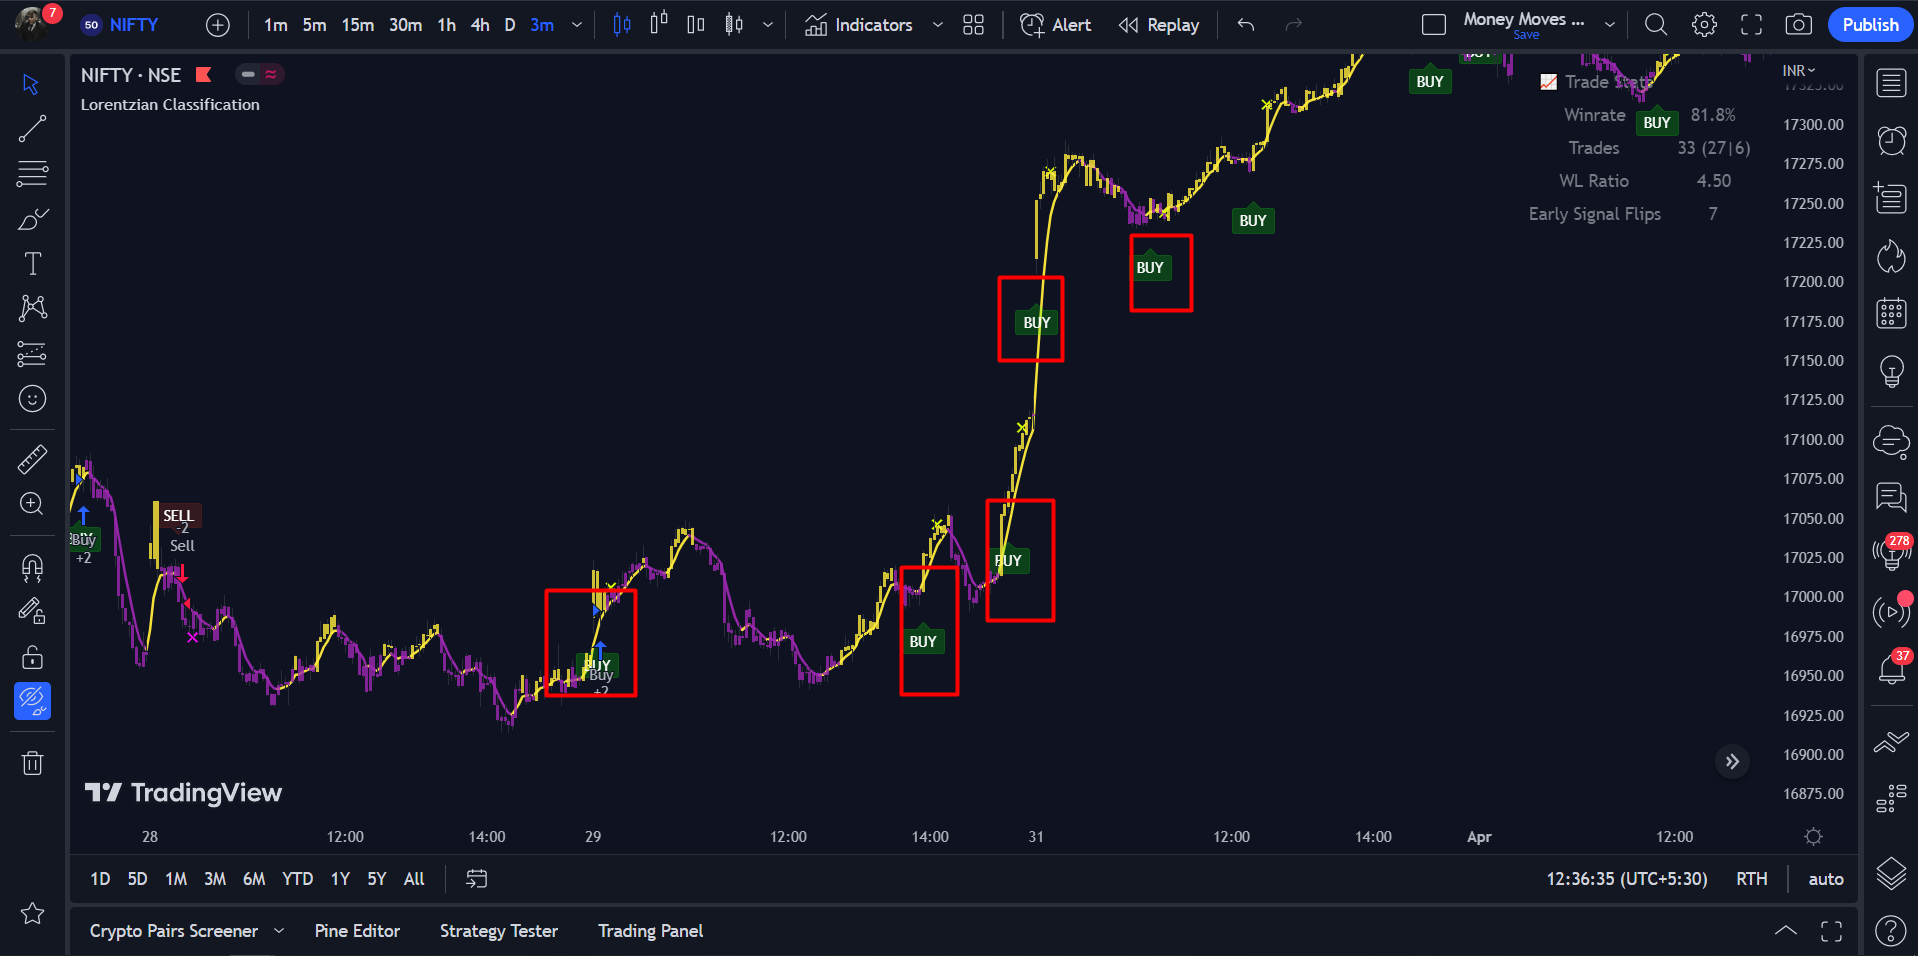 7
50 NIFTY
1m 5m 15m 30m 1h 4h D 3m
Indicators
Alert
Replay
Money Moves ...
Save
Publish
NIFTY · NSE
Lorentzian Classification
INR
Trade Stats
Winrate 81.8%
Trades 33 (27|6)
WL Ratio 4.50
Early Signal Flips 7
17325.00
17300.00
17275.00
17250.00
17225.00
17200.00
17175.00
17150.00
17125.00
17100.00
17075.00
17050.00
17025.00
17000.00
16975.00
16950.00
16925.00
16900.00
16875.00
BUY
BUY
BUY
BUY
BUY
BUY
BUY
BUY
BUY
Buy
+2
BUY
Buy
+2
SELL
-2
Sell
278
37
TradingView
28 12:00 14:00 29 12:00 14:00 31 12:00 14:00 Apr 12:00
1D 5D 1M 3M 6M YTD 1Y 5Y All
12:36:35 (UTC+5:30) RTH auto
Crypto Pairs Screener Pine Editor Strategy Tester Trading Panel